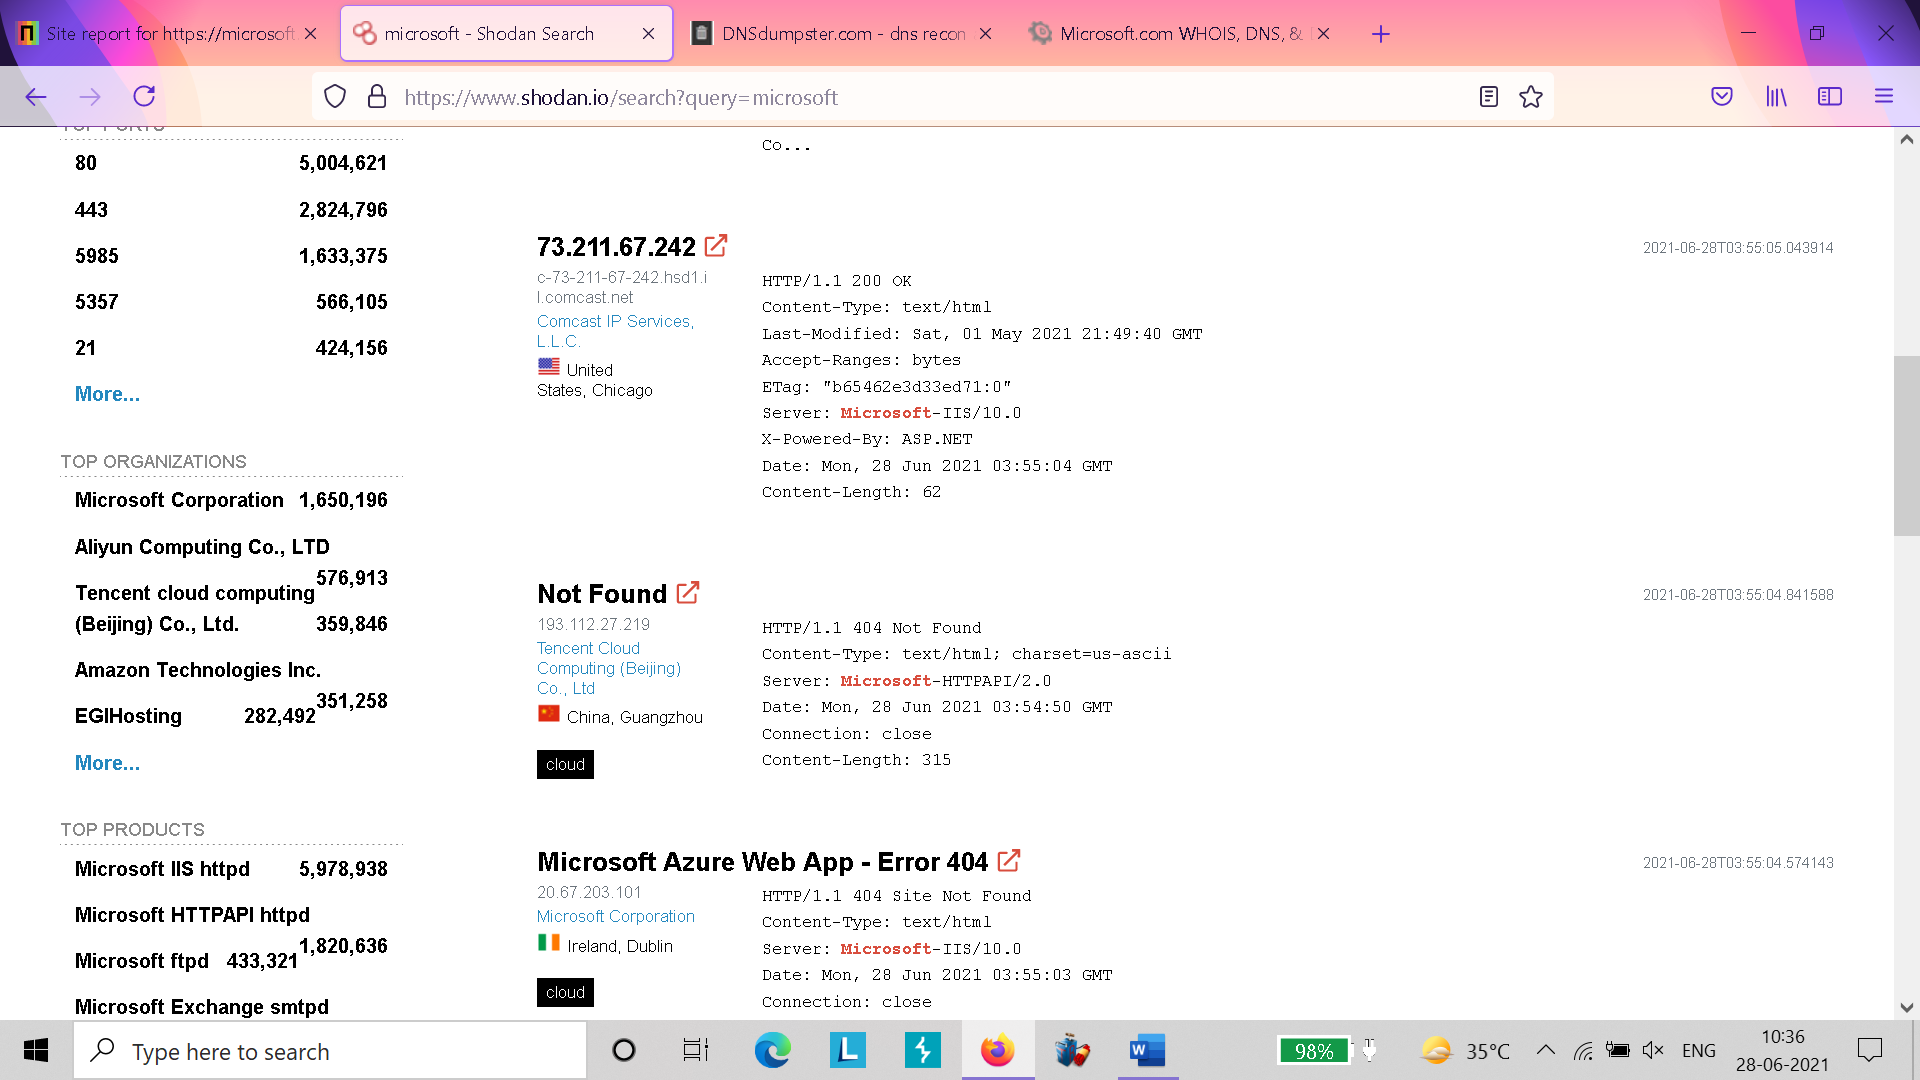 Site report for https://microsoft.
microsoft - Shodan Search
DNSdumpster.com - dns recon
Microsoft.com WHOIS, DNS, &
https://www.shodan.io/search?query=microsoft
TOP PORTS
80 5,004,621
443 2,824,796
5985 1,633,375
5357 566,105
21 424,156
More...
TOP ORGANIZATIONS
Microsoft Corporation 1,650,196
Aliyun Computing Co., LTD
576,913
Tencent cloud computing
(Beijing) Co., Ltd. 359,846
Amazon Technologies Inc.
351,258
EGIHosting 282,492
More...
TOP PRODUCTS
Microsoft IIS httpd 5,978,938
Microsoft HTTPAPI httpd
1,820,636
Microsoft ftpd 433,321
Microsoft Exchange smtpd
Co...
73.211.67.242
2021-06-28T03:55:05.043914
c-73-211-67-242.hsd1.i
l.comcast.net
Comcast IP Services,
L.L.C.
United
States, Chicago
HTTP/1.1 200 OK
Content-Type: text/html
Last-Modified: Sat, 01 May 2021 21:49:40 GMT
Accept-Ranges: bytes
ETag: "b65462e3d33ed71:0"
Server: Microsoft-IIS/10.0
X-Powered-By: ASP.NET
Date: Mon, 28 Jun 2021 03:55:04 GMT
Content-Length: 62
Not Found
2021-06-28T03:55:04.841588
193.112.27.219
Tencent Cloud
Computing (Beijing)
Co., Ltd
China, Guangzhou
cloud
HTTP/1.1 404 Not Found
Content-Type: text/html; charset=us-ascii
Server: Microsoft-HTTPAPI/2.0
Date: Mon, 28 Jun 2021 03:54:50 GMT
Connection: close
Content-Length: 315
Microsoft Azure Web App - Error 404
2021-06-28T03:55:04.574143
20.67.203.101
Microsoft Corporation
Ireland, Dublin
cloud
HTTP/1.1 404 Site Not Found
Content-Type: text/html
Server: Microsoft-IIS/10.0
Date: Mon, 28 Jun 2021 03:55:03 GMT
Connection: close
Type here to search
L
W
98%
35°C
ENG
10:36
28-06-2021